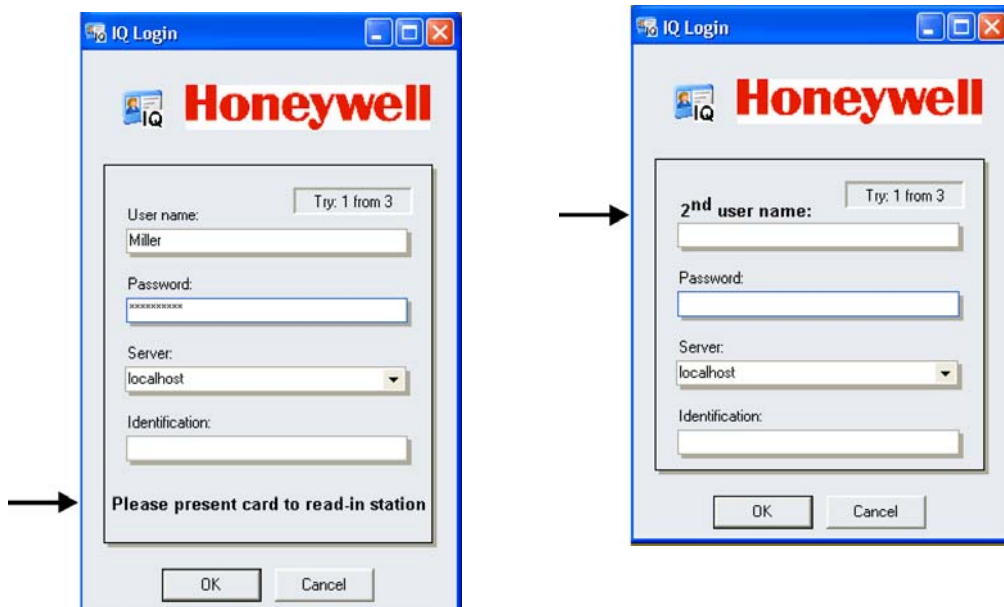 IQ Login
IQ Honeywell
Try: 1 from 3
User name:
Miller
Password:
**********
Server:
localhost
Identification:
Please present card to read-in station
OK Cancel
IQ Login
IQ Honeywell
Try: 1 from 3
2nd user name:
Password:
Server:
localhost
Identification:
OK Cancel